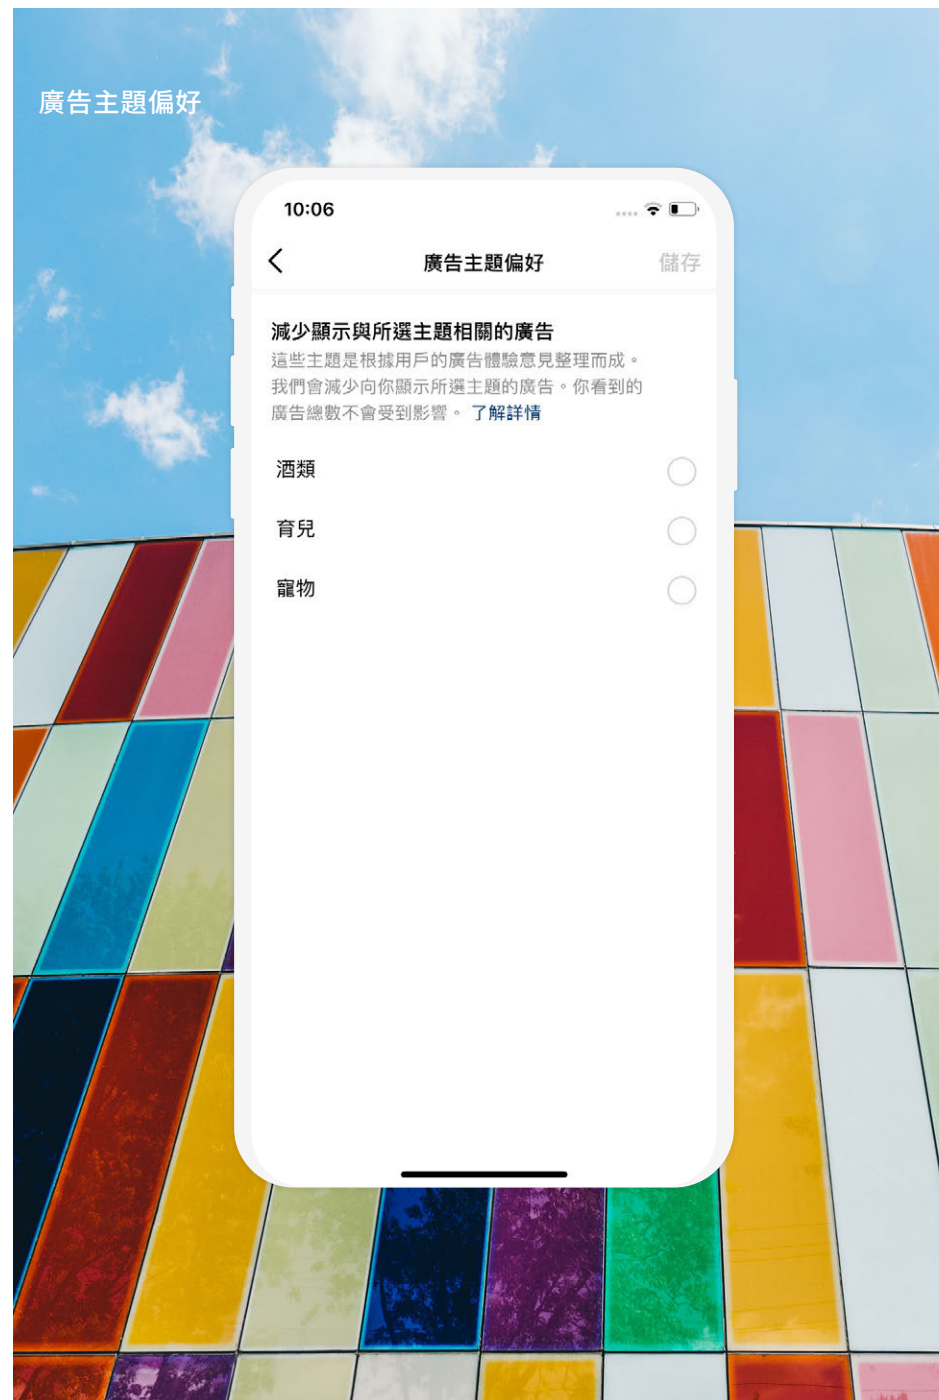 廣告主題偏好
10:06
廣告主題偏好
儲存
減少顯示與所選主題相關的廣告
這些主題是根據用戶的廣告體驗意見整理而成。
我們會減少向你顯示所選主題的廣告。你看到的
廣告總數不會受到影響。 了解詳情
酒類
育兒
寵物